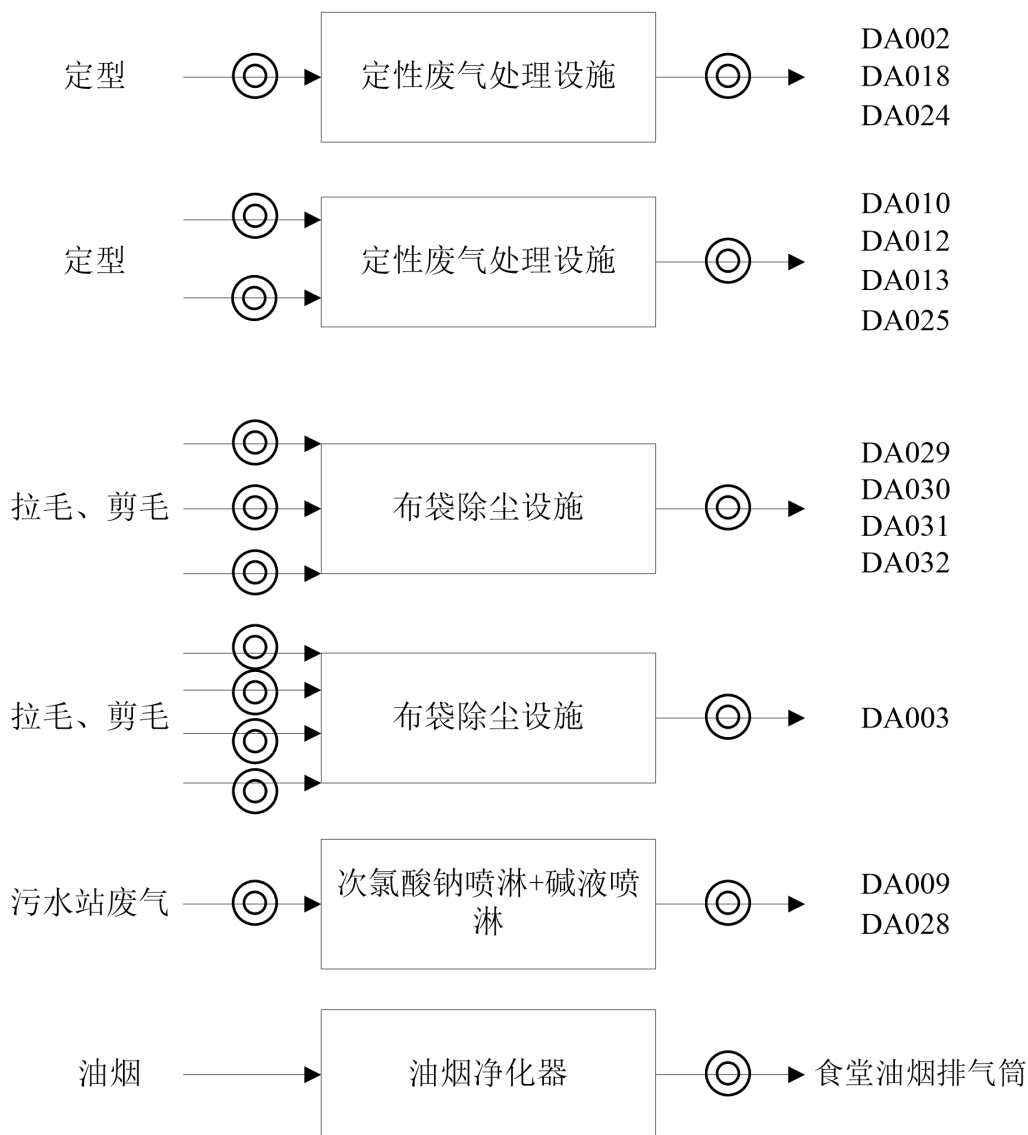 定型
定性废气处理设施
DA002
DA018
DA024
定型
定性废气处理设施
DA010
DA012
DA013
DA025
拉毛、剪毛
布袋除尘设施
DA029
DA030
DA031
DA032
拉毛、剪毛
布袋除尘设施
DA003
污水站废气
次氯酸钠喷淋+碱液喷
淋
DA009
DA028
油烟
油烟净化器
食堂油烟排气筒